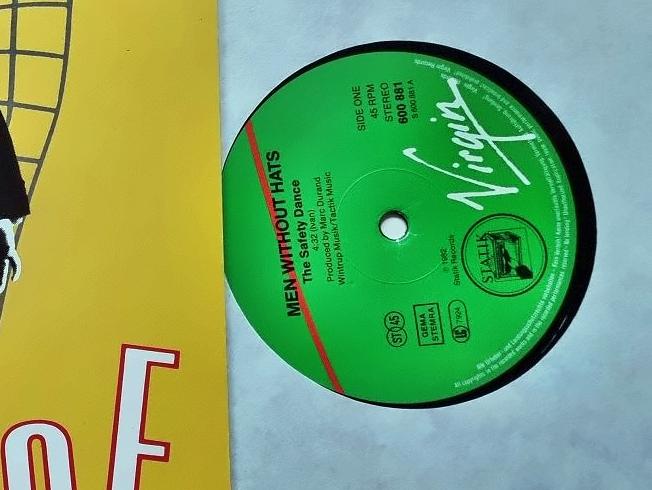 SIDE ONE
45 RPM
STEREO
600 881
S 600 881 A
Virgin
MEN WITHOUT HATS
The Safety Dance
4:32 (Ivan)
Produced by Marc Durand
Wintrup Musik/Tactik Music
ST 45
GEMA
STEMRA
LC 7924
℗ 1982
Statik Records
STATIK
E